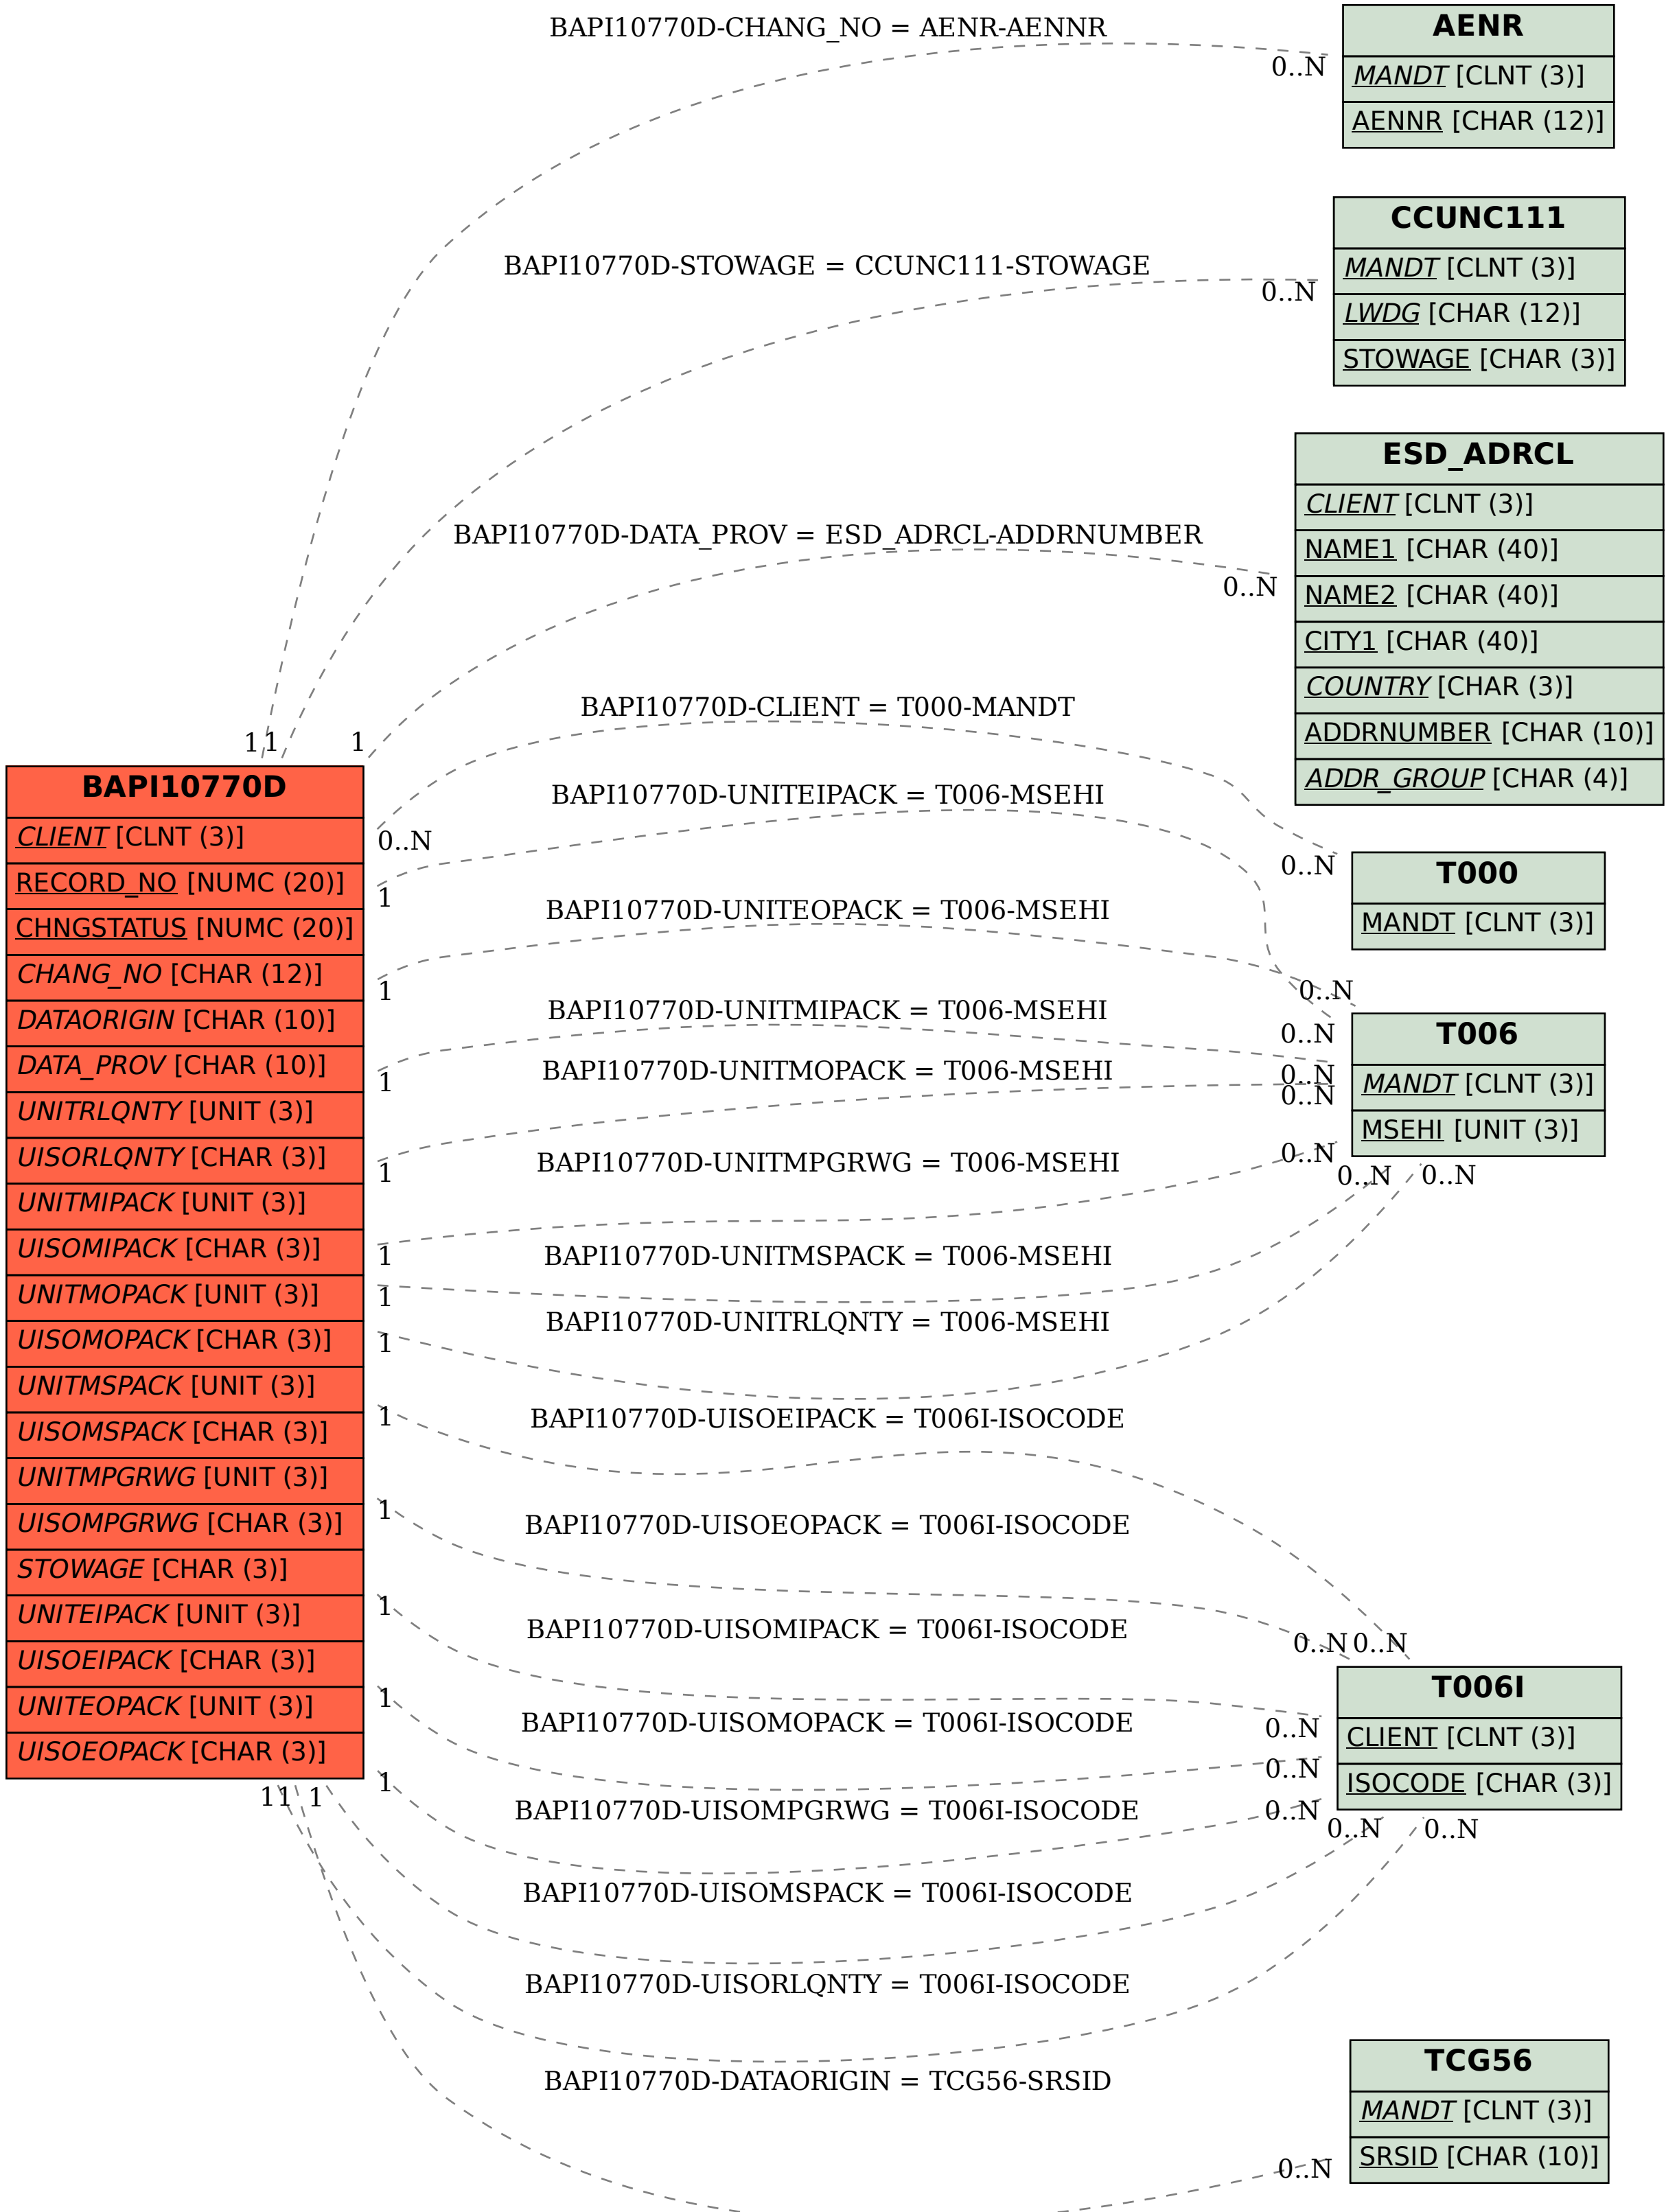 BAPI10770D-CHANG_NO = AENR-AENNR
0..N
AENR
MANDT [CLNT (3)]
AENNR [CHAR (12)]
BAPI10770D-STOWAGE = CCUNC111-STOWAGE
0..N
CCUNC111
MANDT [CLNT (3)]
LWDG [CHAR (12)]
STOWAGE [CHAR (3)]
BAPI10770D-DATA_PROV = ESD_ADRCL-ADDRNUMBER
0..N
ESD_ADRCL
CLIENT [CLNT (3)]
NAME1 [CHAR (40)]
NAME2 [CHAR (40)]
CITY1 [CHAR (40)]
COUNTRY [CHAR (3)]
ADDRNUMBER [CHAR (10)]
ADDR_GROUP [CHAR (4)]
1
1
1
BAPI10770D
CLIENT [CLNT (3)]
RECORD_NO [NUMC (20)]
CHNGSTATUS [NUMC (20)]
CHANG_NO [CHAR (12)]
DATAORIGIN [CHAR (10)]
DATA_PROV [CHAR (10)]
UNITRLQNTY [UNIT (3)]
UISORLQNTY [CHAR (3)]
UNITMIPACK [UNIT (3)]
UISOMIPACK [CHAR (3)]
UNITMOPACK [UNIT (3)]
UISOMOPACK [CHAR (3)]
UNITMSPACK [UNIT (3)]
UISOMSPACK [CHAR (3)]
UNITMPGRWG [UNIT (3)]
UISOMPGRWG [CHAR (3)]
STOWAGE [CHAR (3)]
UNITEIPACK [UNIT (3)]
UISOEIPACK [CHAR (3)]
UNITEOPACK [UNIT (3)]
UISOEOPACK [CHAR (3)]
BAPI10770D-CLIENT = T000-MANDT
0..N
0..N
T000
MANDT [CLNT (3)]
BAPI10770D-UNITEIPACK = T006-MSEHI
1
0..N
BAPI10770D-UNITEOPACK = T006-MSEHI
1
0..N
BAPI10770D-UNITMIPACK = T006-MSEHI
1
0..N
BAPI10770D-UNITMOPACK = T006-MSEHI
1
0..N
T006
MANDT [CLNT (3)]
MSEHI [UNIT (3)]
BAPI10770D-UNITMPGRWG = T006-MSEHI
1
0..N
BAPI10770D-UNITMSPACK = T006-MSEHI
1
0..N
BAPI10770D-UNITRLQNTY = T006-MSEHI
1
0..N
BAPI10770D-UISOEIPACK = T006I-ISOCODE
1
0..N
BAPI10770D-UISOEOPACK = T006I-ISOCODE
1
0..N
BAPI10770D-UISOMIPACK = T006I-ISOCODE
1
0..N
T006I
CLIENT [CLNT (3)]
ISOCODE [CHAR (3)]
BAPI10770D-UISOMOPACK = T006I-ISOCODE
1
0..N
BAPI10770D-UISOMPGRWG = T006I-ISOCODE
1
0..N
BAPI10770D-UISOMSPACK = T006I-ISOCODE
1
0..N
BAPI10770D-UISORLQNTY = T006I-ISOCODE
1
0..N
BAPI10770D-DATAORIGIN = TCG56-SRSID
1
0..N
TCG56
MANDT [CLNT (3)]
SRSID [CHAR (10)]